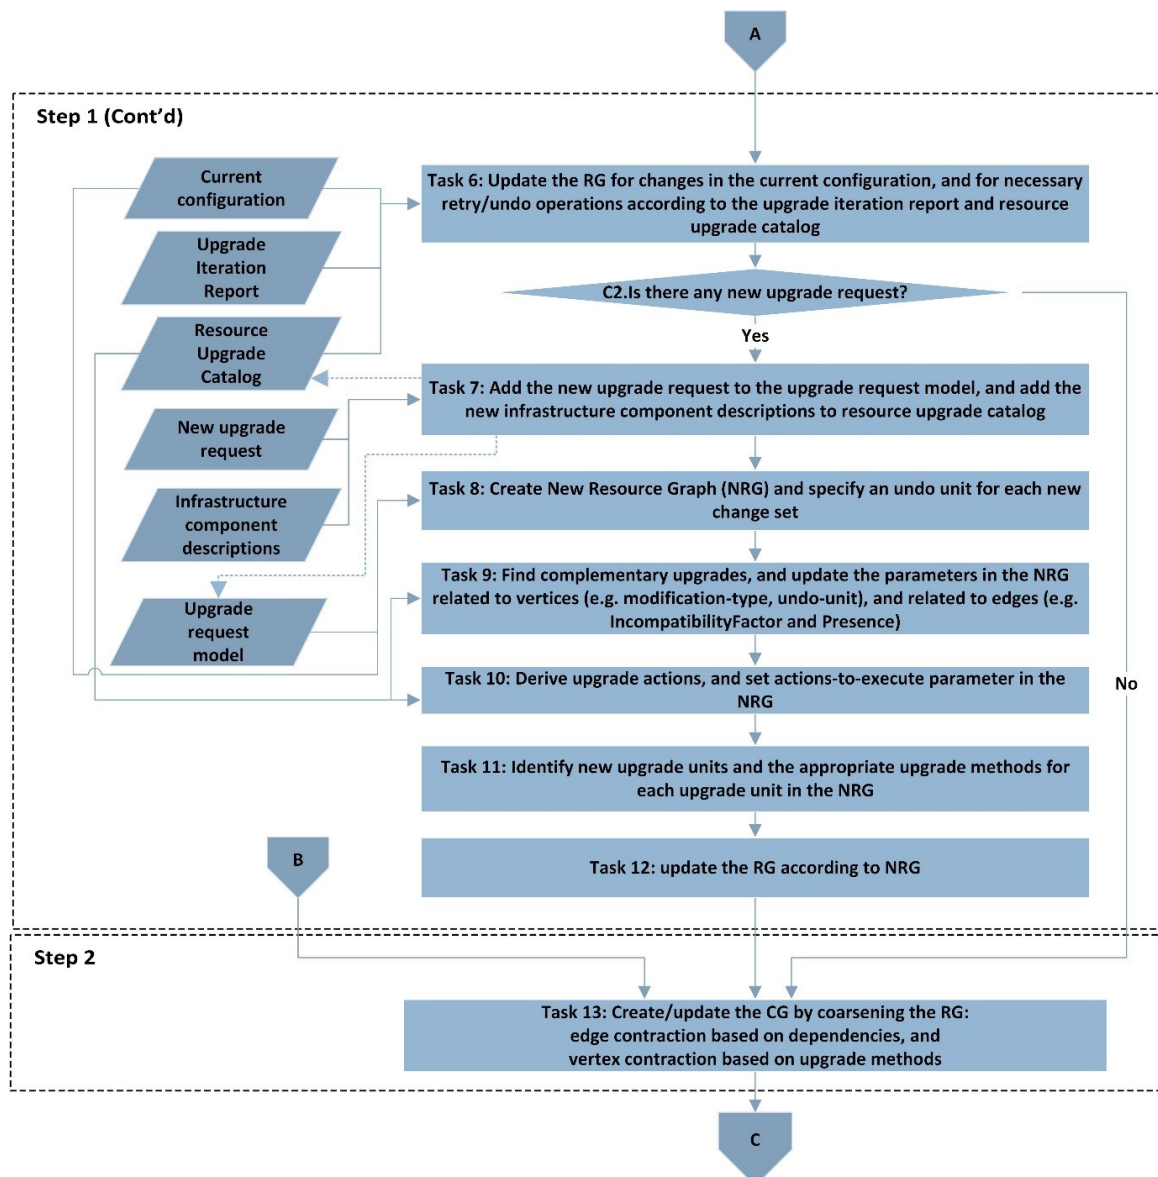 A
Step 1 (Cont'd)
Current
configuration
Task 6: Update the RG for changes in the current configuration, and for necessary
retry/undo operations according to the upgrade iteration report and resource
upgrade catalog
Upgrade
Iteration
Report
C2.Is there any new upgrade request?
Resource
Upgrade
Catalog
Yes
Task 7: Add the new upgrade request to the upgrade request model, and add the
new infrastructure component descriptions to resource upgrade catalog
New upgrade
request
Task 8: Create New Resource Graph (NRG) and specify an undo unit for each new
change set
Infrastructure
component
descriptions
Task 9: Find complementary upgrades, and update the parameters in the NRG
related to vertices (e.g. modification-type, undo-unit), and related to edges (e.g.
IncompatibilityFactor and Presence)
Upgrade
request
model
Task 10: Derive upgrade actions, and set actions-to-execute parameter in the
NRG
No
Task 11: Identify new upgrade units and the appropriate upgrade methods for
each upgrade unit in the NRG
B
Task 12: update the RG according to NRG
Step 2
Task 13: Create/update the CG by coarsening the RG:
edge contraction based on dependencies, and
vertex contraction based on upgrade methods
C